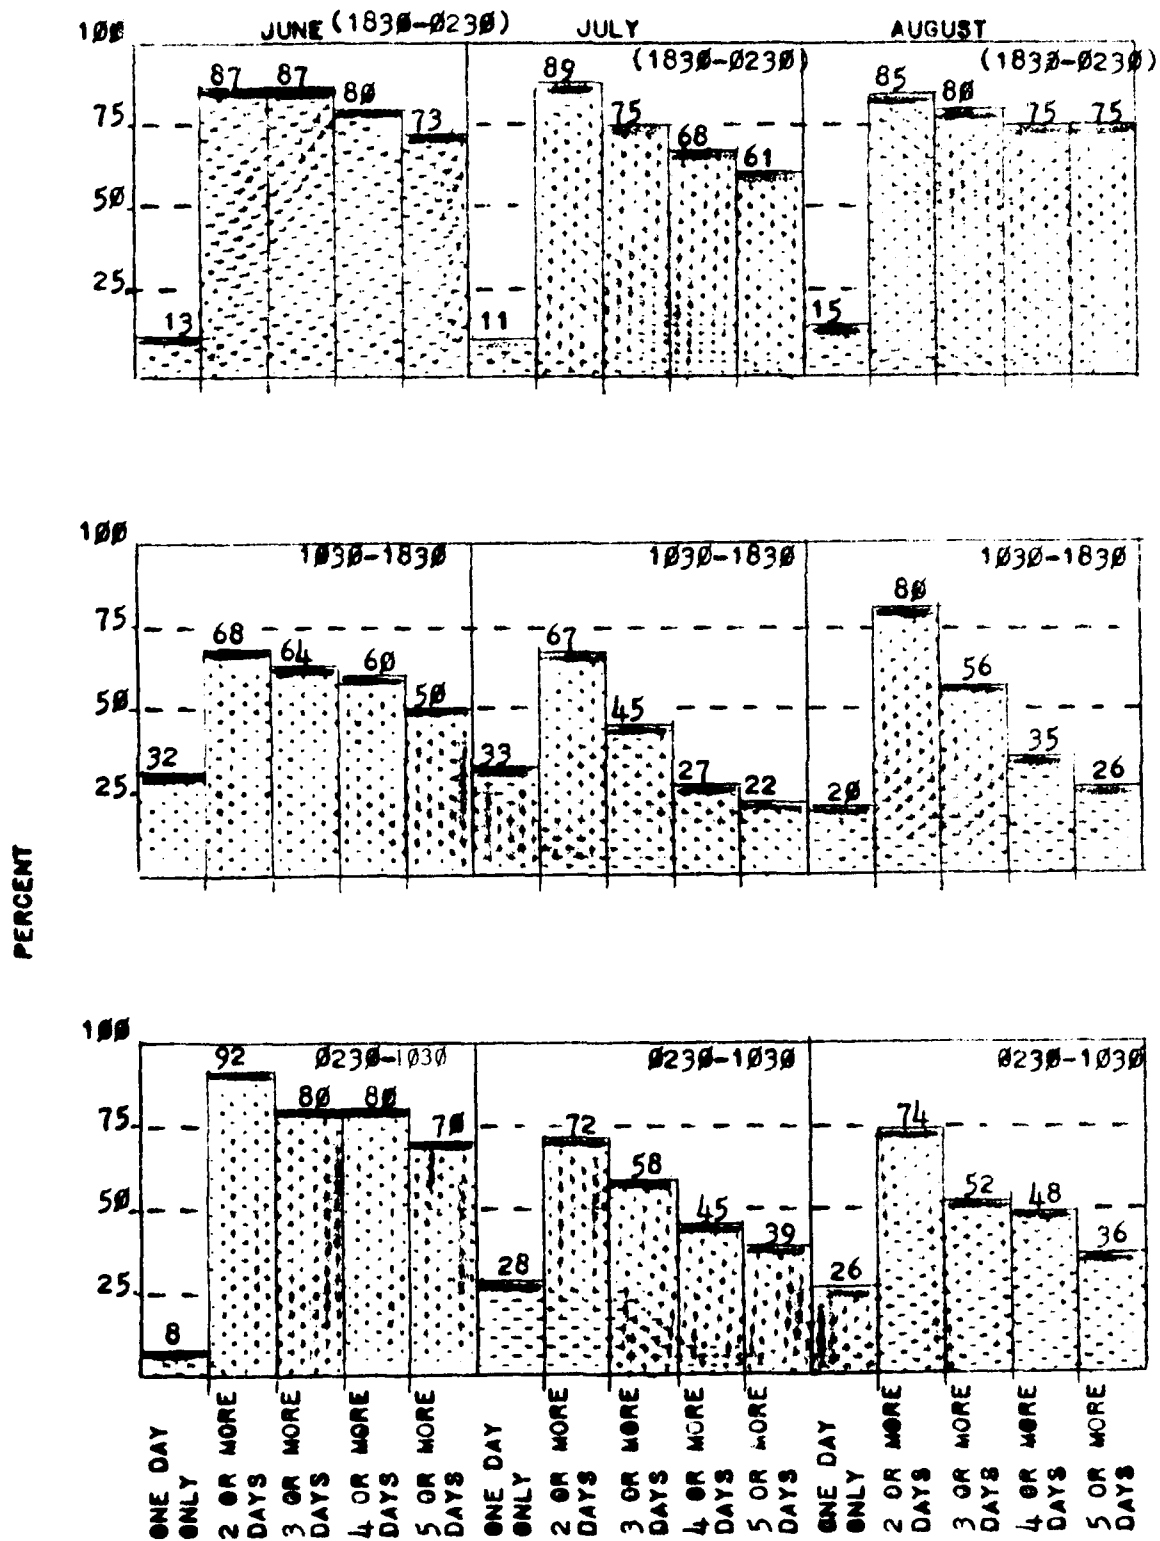 JUNE (1830-0230) JULY AUGUST
(1830-0230) (1830-0230)
100
87 87 80 73 89 75 68 61 85 80 75 75
75
50
25
13 11 15
100
1030-1830 1030-1830 1030-1830
75
68 64 60 50 67 45 27 22 80 56 35 26
50
32 33 20
25
PERCENT
100
0230-1030 0230-1030 0230-1030
92 80 80 70 72 58 45 39 74 52 48 36
75
50
25
8 28 26
ONE DAY ONLY
2 OR MORE DAYS
3 OR MORE DAYS
4 OR MORE DAYS
5 OR MORE DAYS
ONE DAY ONLY
2 OR MORE DAYS
3 OR MORE DAYS
4 OR MORE DAYS
5 OR MORE DAYS
ONE DAY ONLY
2 OR MORE DAYS
3 OR MORE DAYS
4 OR MORE DAYS
5 OR MORE DAYS